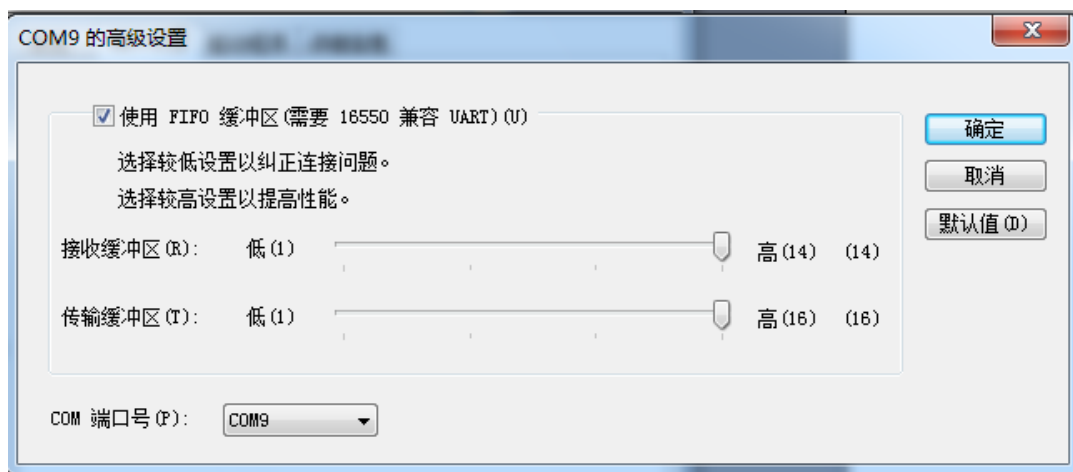 COM9 的高级设置
使用 FIFO 缓冲区(需要 16550 兼容 UART)(U)
确定
选择较低设置以纠正连接问题。
取消
选择较高设置以提高性能。
默认值(D)
接收缓冲区(R): 低(1) 高(14) (14)
传输缓冲区(T): 低(1) 高(16) (16)
COM 端口号(P): COM9